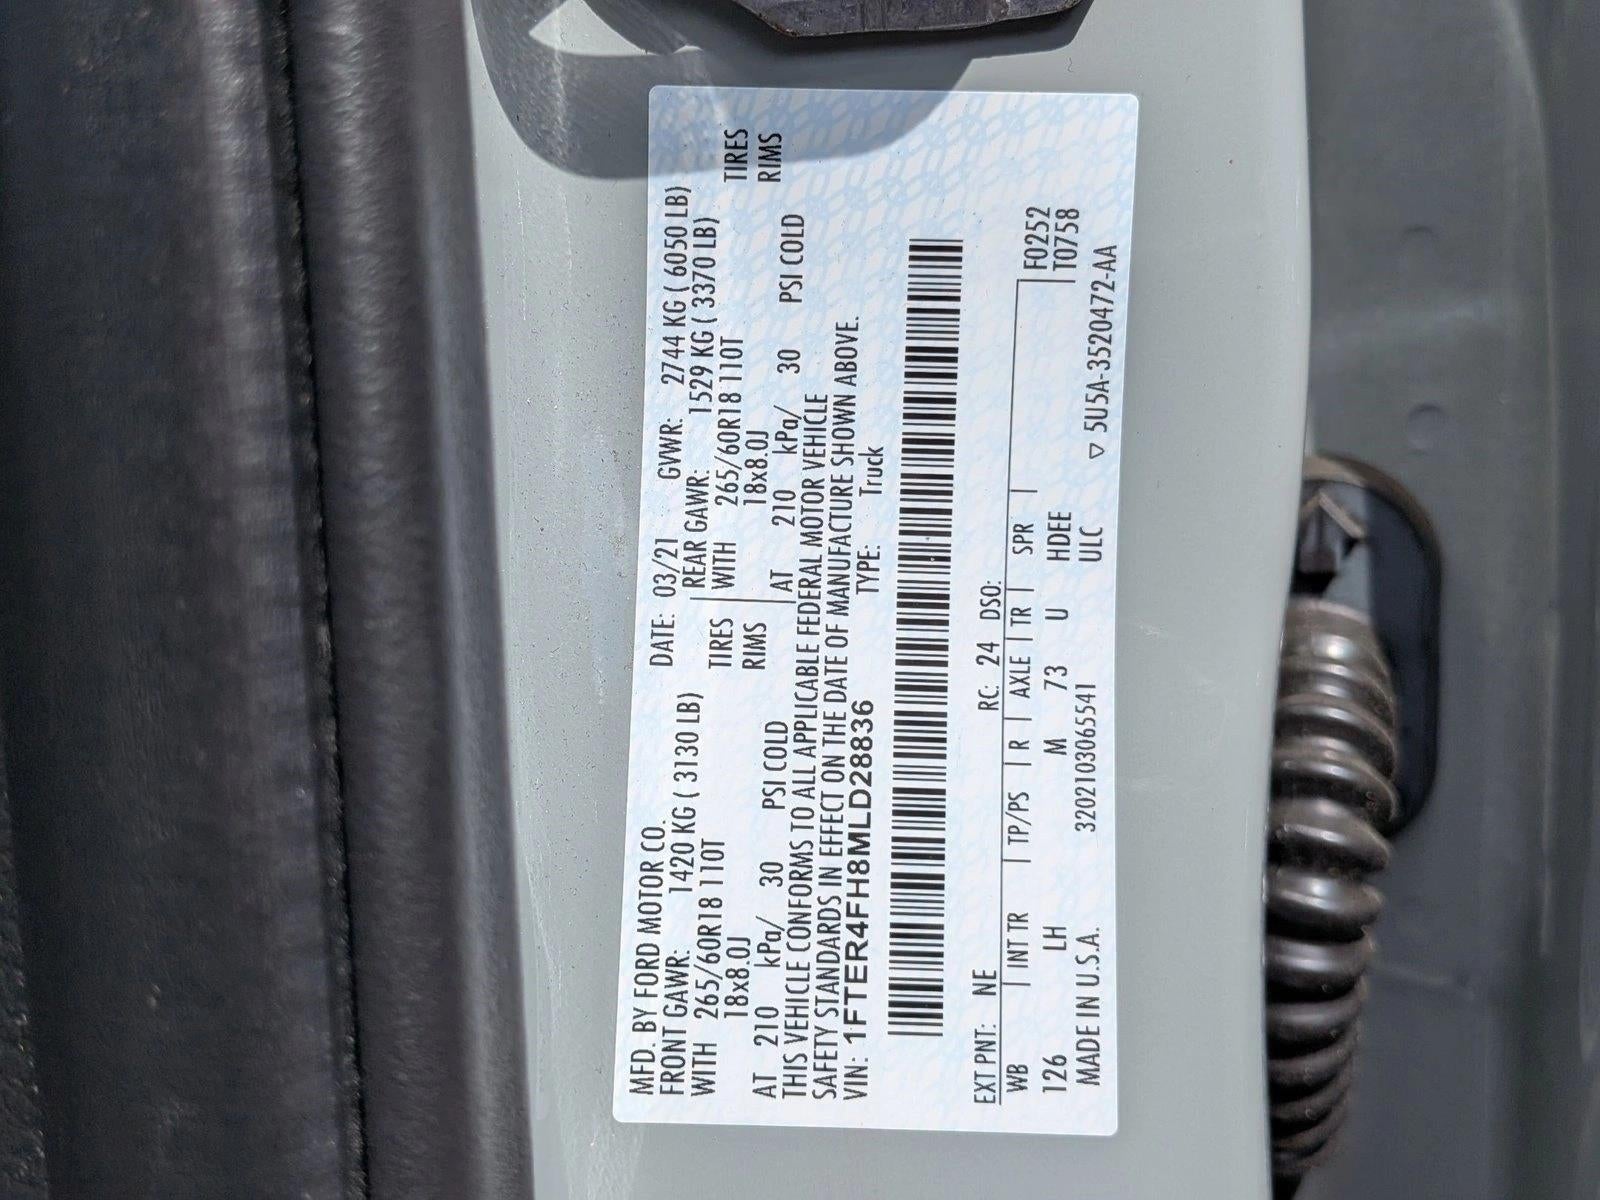 MFD. BY FORD MOTOR CO. DATE: 03/21 GVWR: 2744 KG ( 6050 LB)
FRONT GAWR: 1420 KG ( 3130 LB) REAR GAWR: 1529 KG ( 3370 LB)
WITH 265/60R18 110T TIRES WITH 265/60R18 110T TIRES
18x8.0J RIMS 18x8.0J RIMS
AT 210 kPa/ 30 PSI COLD AT 210 kPa/ 30 PSI COLD
THIS VEHICLE CONFORMS TO ALL APPLICABLE FEDERAL MOTOR VEHICLE
SAFETY STANDARDS IN EFFECT ON THE DATE OF MANUFACTURE SHOWN ABOVE.
VIN: 1FTER4FH8MLD28836 TYPE: Truck
EXT PNT: NE RC: 24 DSO:
WB | INT TR | TP/PS | R | AXLE | TR | SPR | F0252
126 LH M 73 U HDEE T0758
MADE IN U.S.A. 3202103065541 ULC ▽ 5U5A-3520472-AA